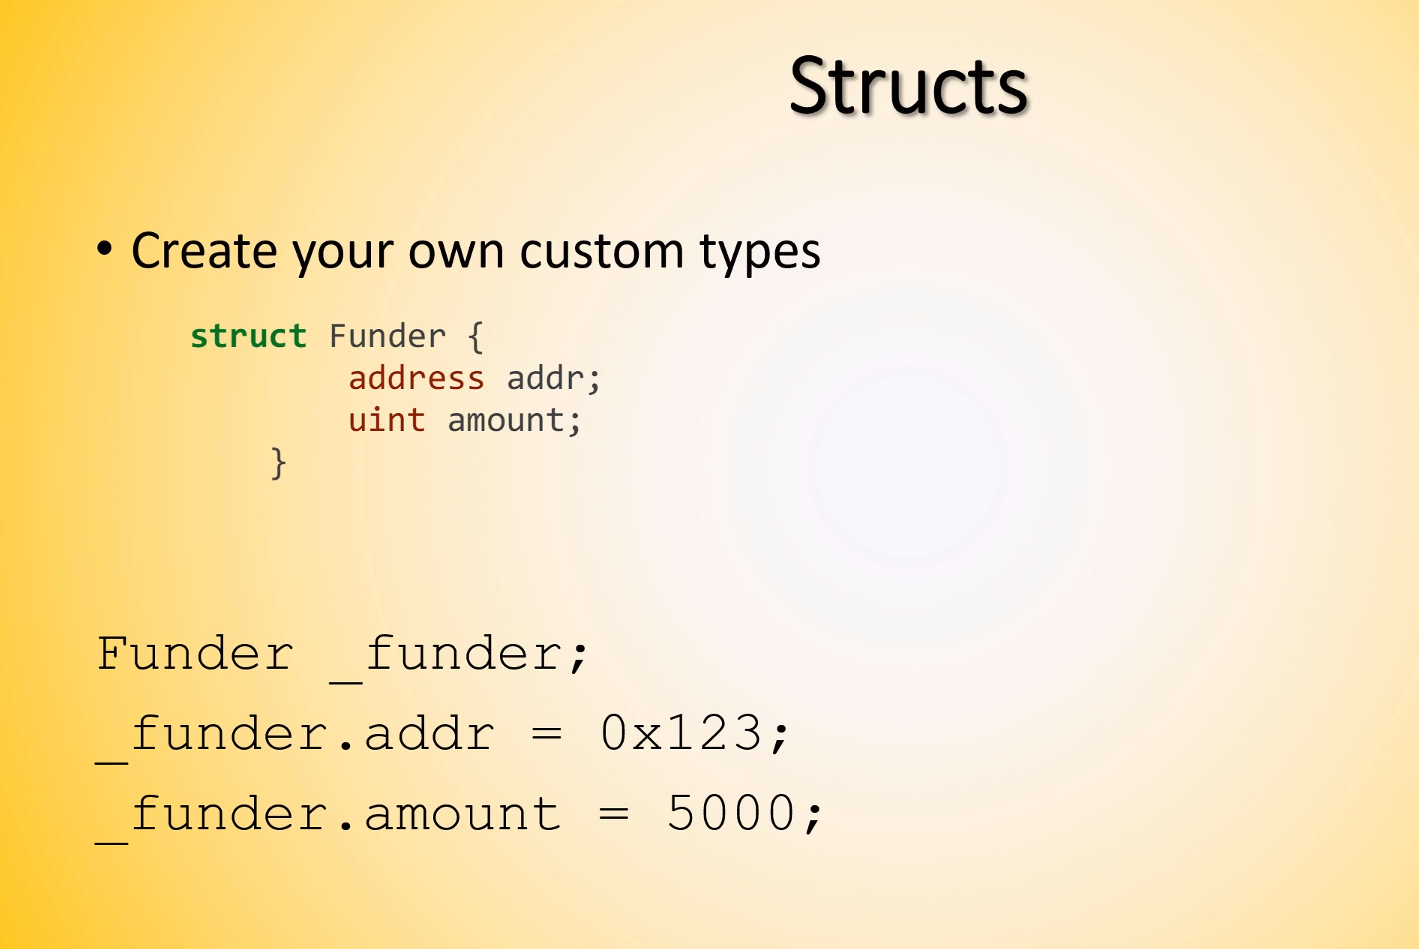 Structs
• Create your own custom types
struct Funder {
address addr;
uint amount;
}
Funder _funder;
_funder.addr = 0x123;
_funder.amount = 5000;